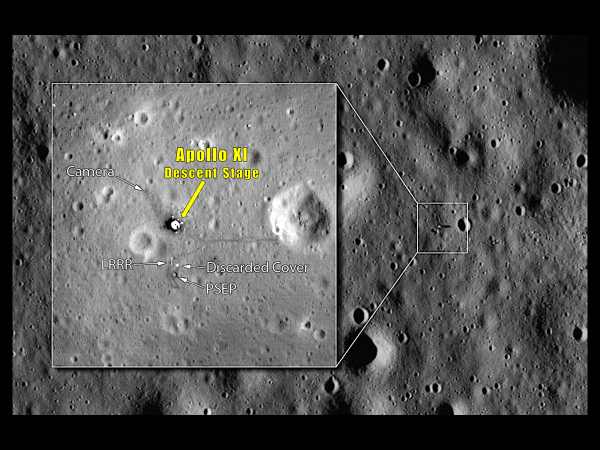 Apollo XI
Descent Stage
Camera
LRRR
Discarded Cover
PSEP